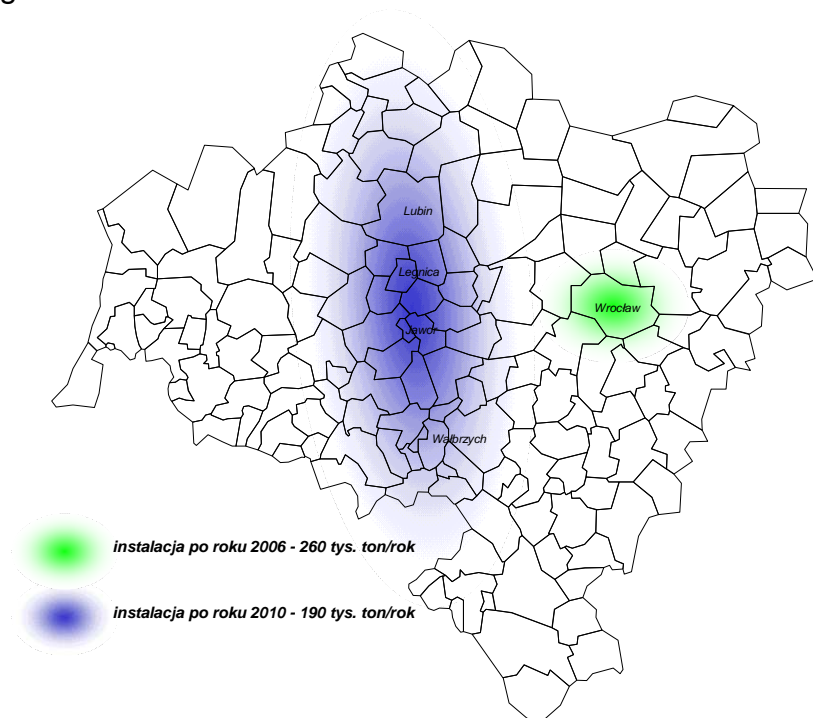 Lubin
Legnica
Wrocław
Jawor
Wałbrzych
instalacja po roku 2006 - 260 tys. ton/rok
instalacja po roku 2010 - 190 tys. ton/rok